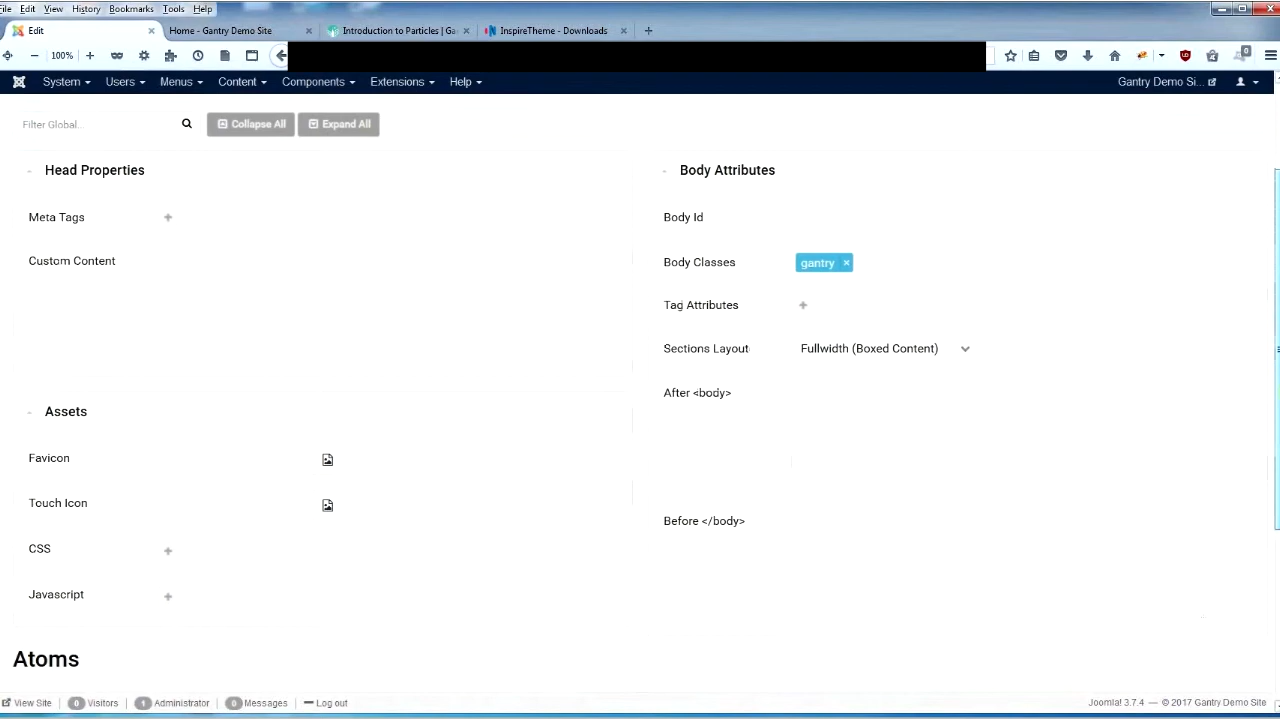 File Edit View History Bookmarks Tools Help
Edit Home - Gantry Demo Site Introduction to Particles | Ga InspireTheme - Downloads
100% 0
System Users Menus Content Components Extensions Help Gantry Demo Si...
Filter Global... Collapse All Expand All
Head Properties
Meta Tags
Custom Content
Assets
Favicon
Touch Icon
CSS
Javascript
Body Attributes
Body Id
Body Classes gantry ×
Tag Attributes
Sections Layout Fullwidth (Boxed Content)
After <body>
Before </body>
Atoms
View Site 0 Visitors 1 Administrator 0 Messages Log out Joomla! 3.7.4 — © 2017 Gantry Demo Site